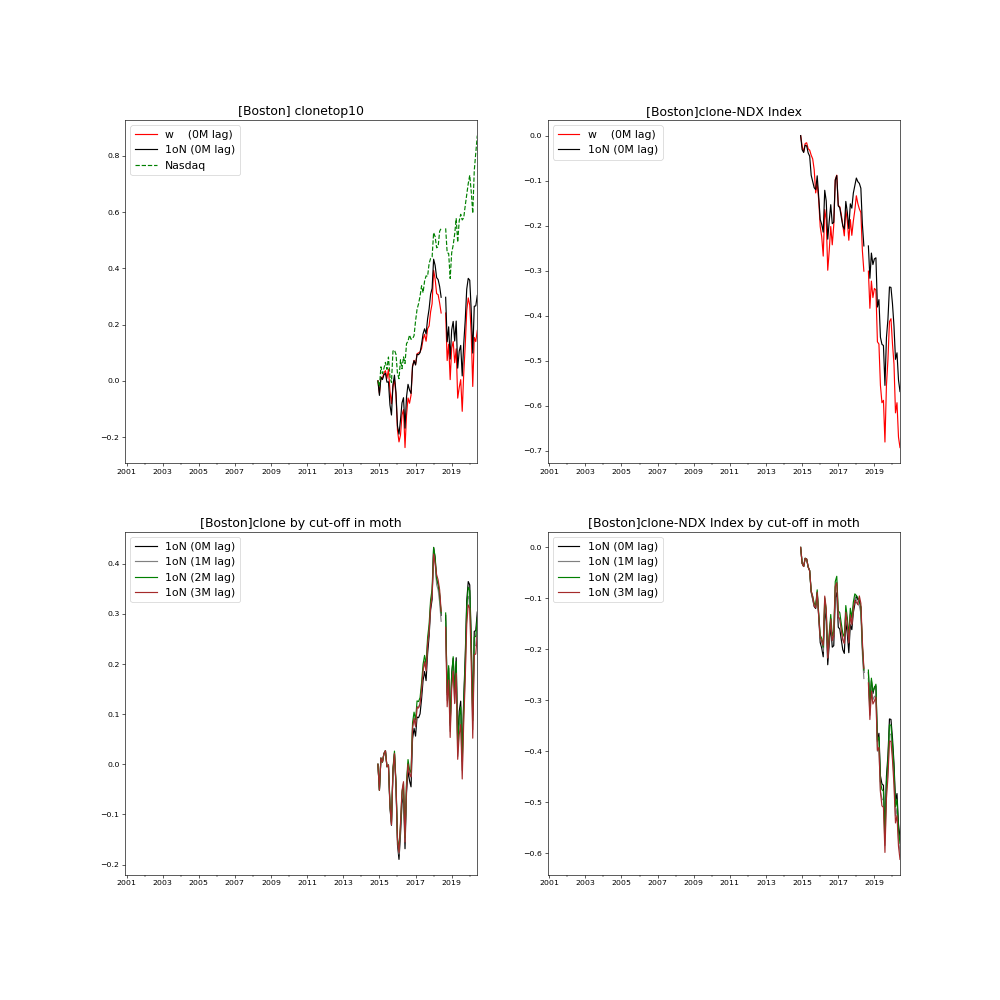 [Boston] clonetop10
w    (0M lag)
1oN (0M lag)
Nasdaq
0.8
0.6
0.4
0.2
0.0
−0.2
2001 2003 2005 2007 2009 2011 2013 2015 2017 2019
[Boston]clone-NDX Index
w    (0M lag)
1oN (0M lag)
0.0
−0.1
−0.2
−0.3
−0.4
−0.5
−0.6
−0.7
2001 2003 2005 2007 2009 2011 2013 2015 2017 2019
[Boston]clone by cut-off in moth
1oN (0M lag)
1oN (1M lag)
1oN (2M lag)
1oN (3M lag)
0.4
0.3
0.2
0.1
0.0
−0.1
−0.2
2001 2003 2005 2007 2009 2011 2013 2015 2017 2019
[Boston]clone-NDX Index by cut-off in moth
1oN (0M lag)
1oN (1M lag)
1oN (2M lag)
1oN (3M lag)
0.0
−0.1
−0.2
−0.3
−0.4
−0.5
−0.6
2001 2003 2005 2007 2009 2011 2013 2015 2017 2019